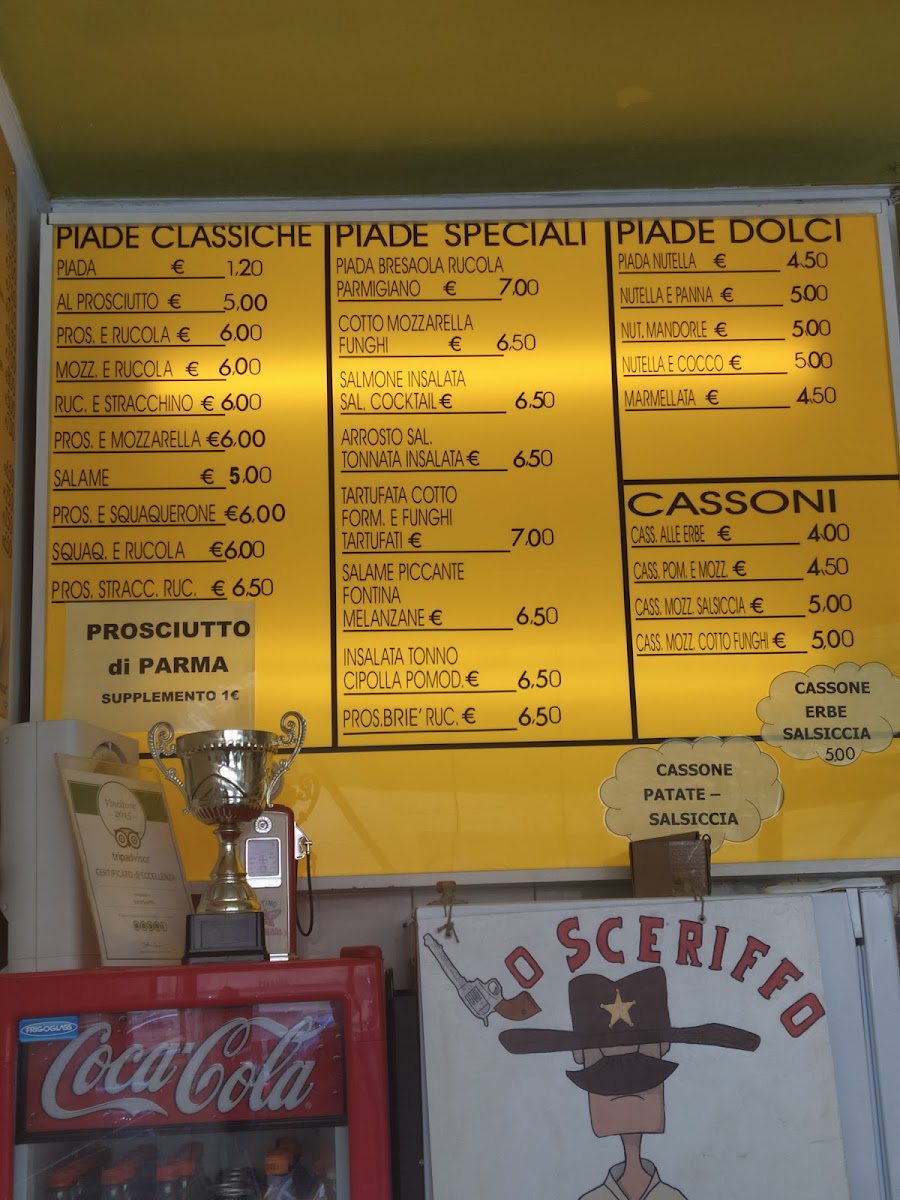 PIADE CLASSICHE
PIADA € 1,20
AL PROSCIUTTO € 5,00
PROS. E RUCOLA € 6,00
MOZZ. E RUCOLA € 6,00
RUC. E STRACCHINO € 6,00
PROS. E MOZZARELLA € 6,00
SALAME € 5.00
PROS. E SQUAQUERONE € 6,00
SQUAQ. E RUCOLA € 6,00
PROS. STRACC. RUC. € 6,50
PROSCIUTTO
di PARMA
SUPPLEMENTO 1€
PIADE SPECIALI
PIADA BRESAOLA RUCOLA
PARMIGIANO € 7,00
COTTO MOZZARELLA
FUNGHI € 6,50
SALMONE INSALATA
SAL. COCKTAIL € 6,50
ARROSTO SAL.
TONNATA INSALATA € 6,50
TARTUFATA COTTO
FORM. E FUNGHI
TARTUFATI € 7,00
SALAME PICCANTE
FONTINA
MELANZANE € 6,50
INSALATA TONNO
CIPOLLA POMOD. € 6,50
PROS.BRIE' RUC. € 6,50
PIADE DOLCI
PIADA NUTELLA € 4,50
NUTELLA E PANNA € 5,00
NUT. MANDORLE € 5,00
NUTELLA E COCCO € 5,00
MARMELLATA € 4,50
CASSONI
CASS. ALLE ERBE € 4,00
CASS. POM. E MOZZ. € 4,50
CASS. MOZZ. SALSICCIA € 5,00
CASS. MOZZ. COTTO FUNGHI € 5,00
CASSONE
ERBE
SALSICCIA
5,00
CASSONE
PATATE –
SALSICCIA
Vincitore
2015
tripadvisor
CERTIFICATO di ECCELLENZA
FRIGOGLASS
Coca-Cola
O SCERIFFO